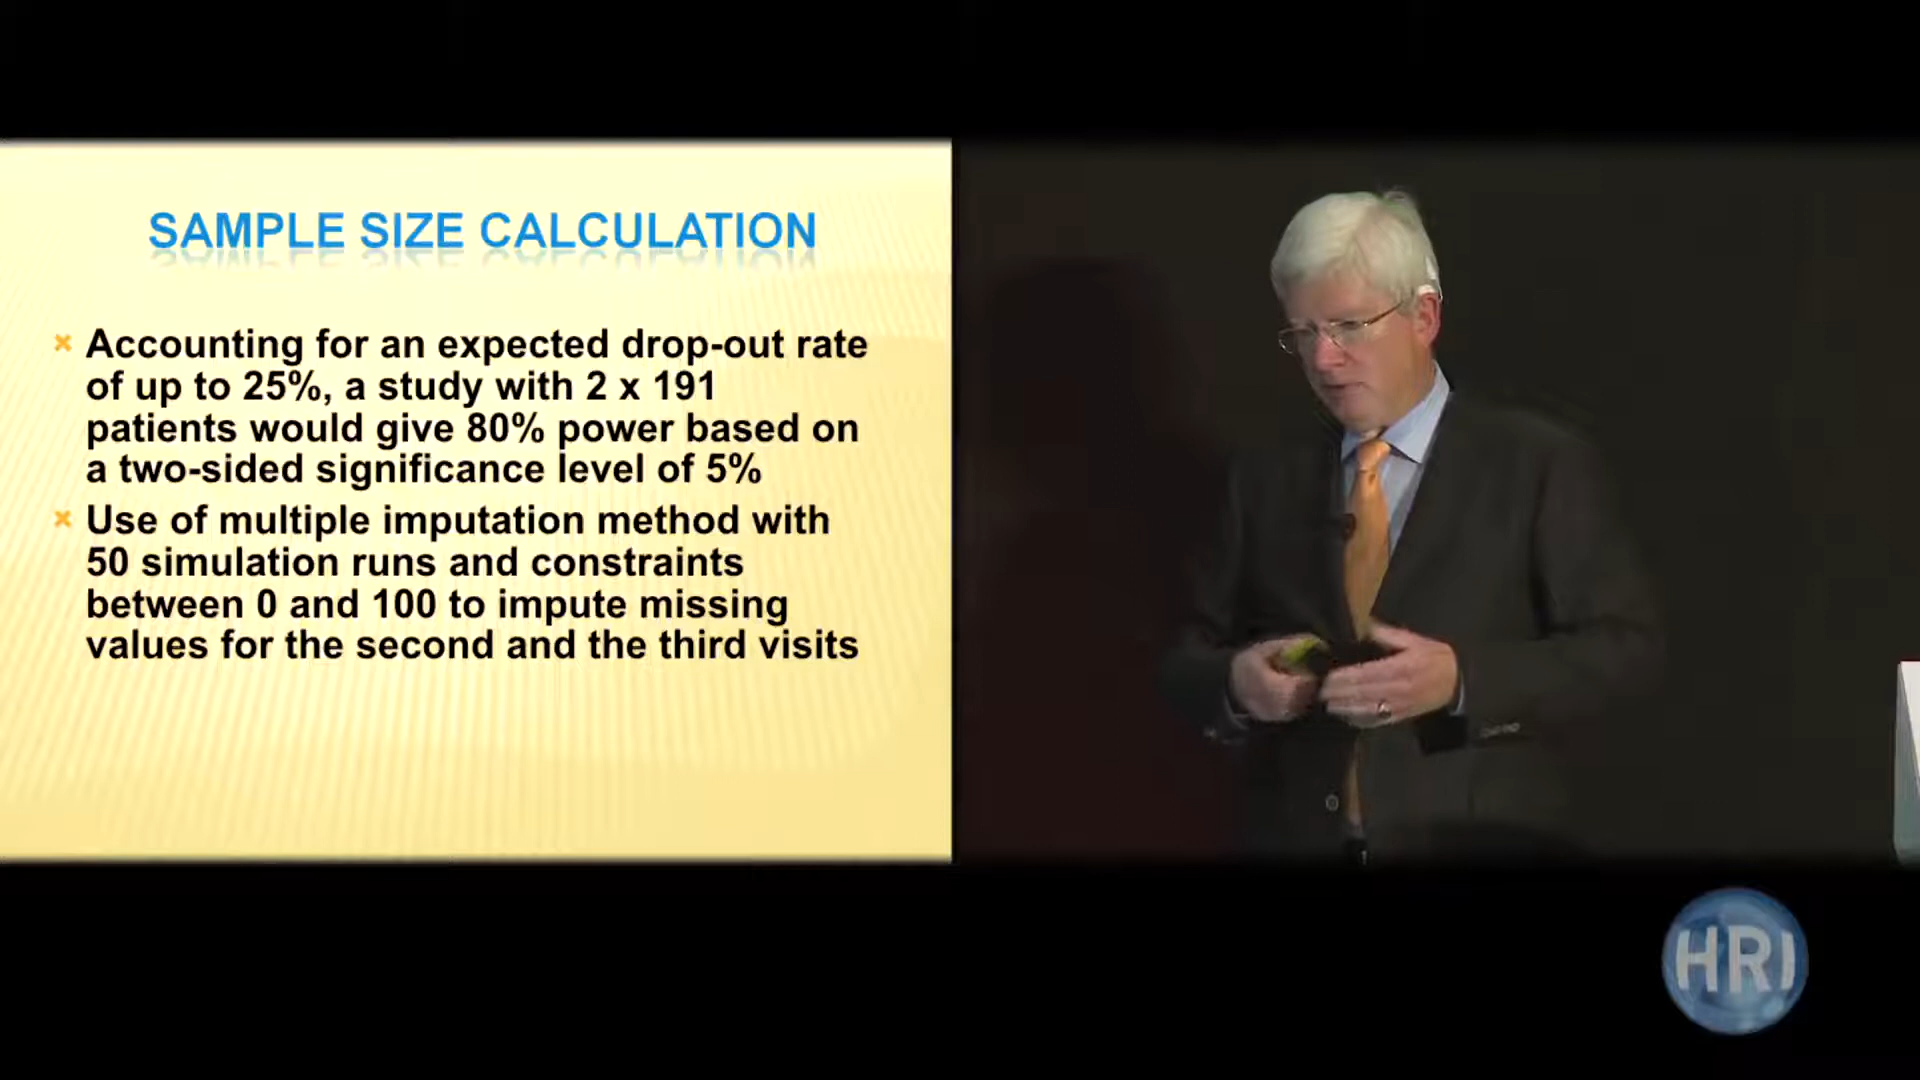 SAMPLE SIZE CALCULATION
Accounting for an expected drop-out rate
of up to 25%, a study with 2 x 191
patients would give 80% power based on
a two-sided significance level of 5%
Use of multiple imputation method with
50 simulation runs and constraints
between 0 and 100 to impute missing
values for the second and the third visits
HRI